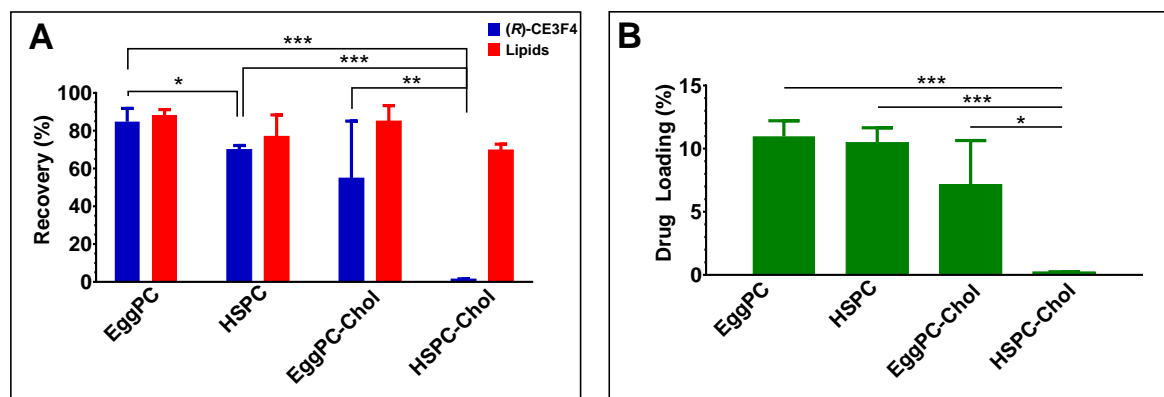 A
(R)-CE3F4
Lipids
***
***
**
*
Recovery (%)
100
80
60
40
20
0
EggPC
HSPC
EggPC-Chol
HSPC-Chol
B
***
***
*
Drug Loading (%)
15
10
5
0
EggPC
HSPC
EggPC-Chol
HSPC-Chol